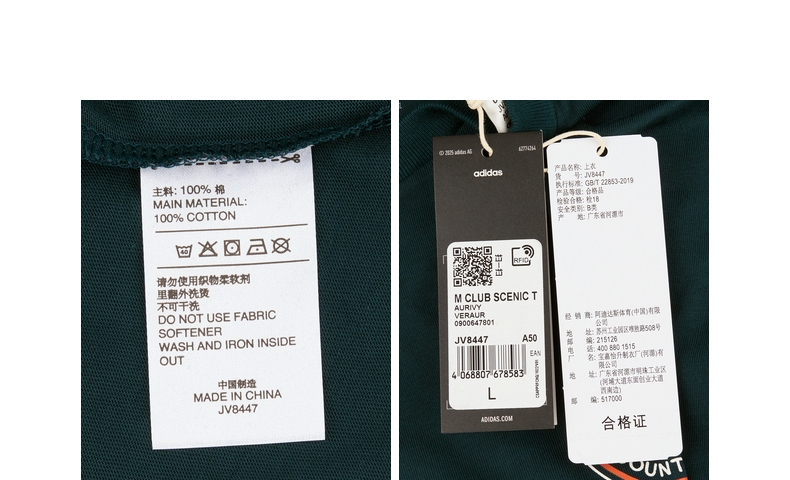 主料: 100% 棉
MAIN MATERIAL:
100% COTTON
40
请勿使用织物柔软剂
里翻外洗烫
不可干洗
DO NOT USE FABRIC
SOFTENER
WASH AND IRON INSIDE
OUT
中国制造
MADE IN CHINA
JV8447
© 2025 adidas AG
62774264
adidas
RFID
M CLUB SCENIC T
AURIVY
VERAUR
0900647801
JV8447 A50
EAN
4 068807 678583
L
ADIDAS.COM
产品名称: 上衣
货 号: JV8447
执行标准: GB/T 22853-2019
产品等级: 合格品
检验合格: 检18
安全类别: B类
产 地: 广东省河源市
经 销 商: 阿迪达斯体育(中国)有限
公司
地 址: 苏州工业园区唯胜路508号
邮 编: 215126
电 话: 400 880 1515
厂 名: 宝嘉怡升制衣厂(河源)有
限公司
地 址: 广东省河源市明珠工业区
(河埔大道东面创业大道
西南边)
邮 编: 517000
合格证
OUNT